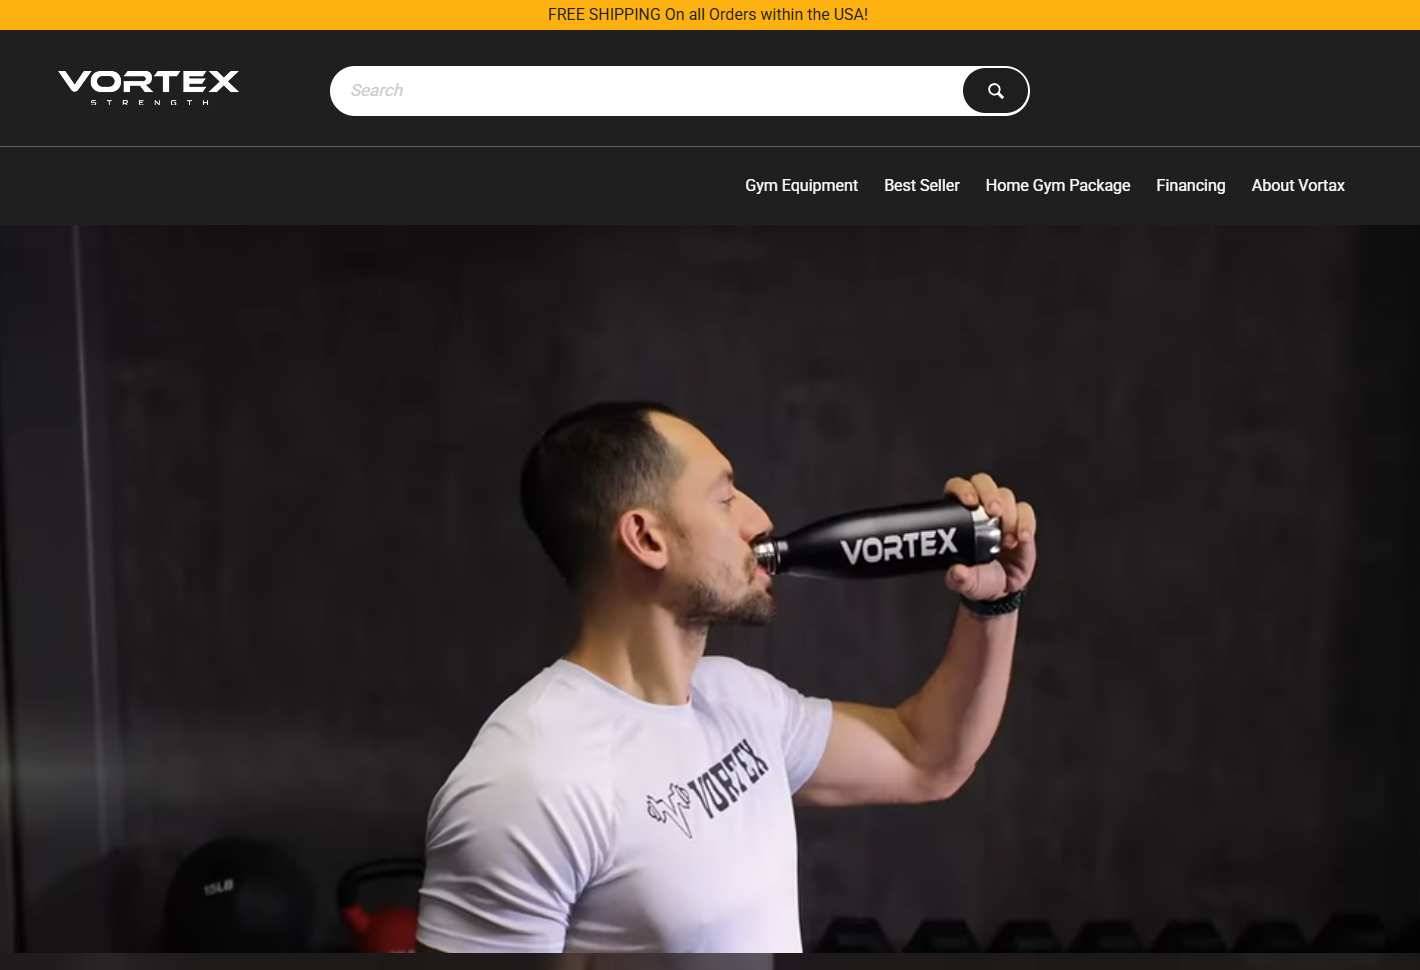 FREE SHIPPING On all Orders within the USA!
VORTEX
STRENGTH
Search
Gym Equipment
Best Seller
Home Gym Package
Financing
About Vortax
VORTEX
VORTEX
15LB